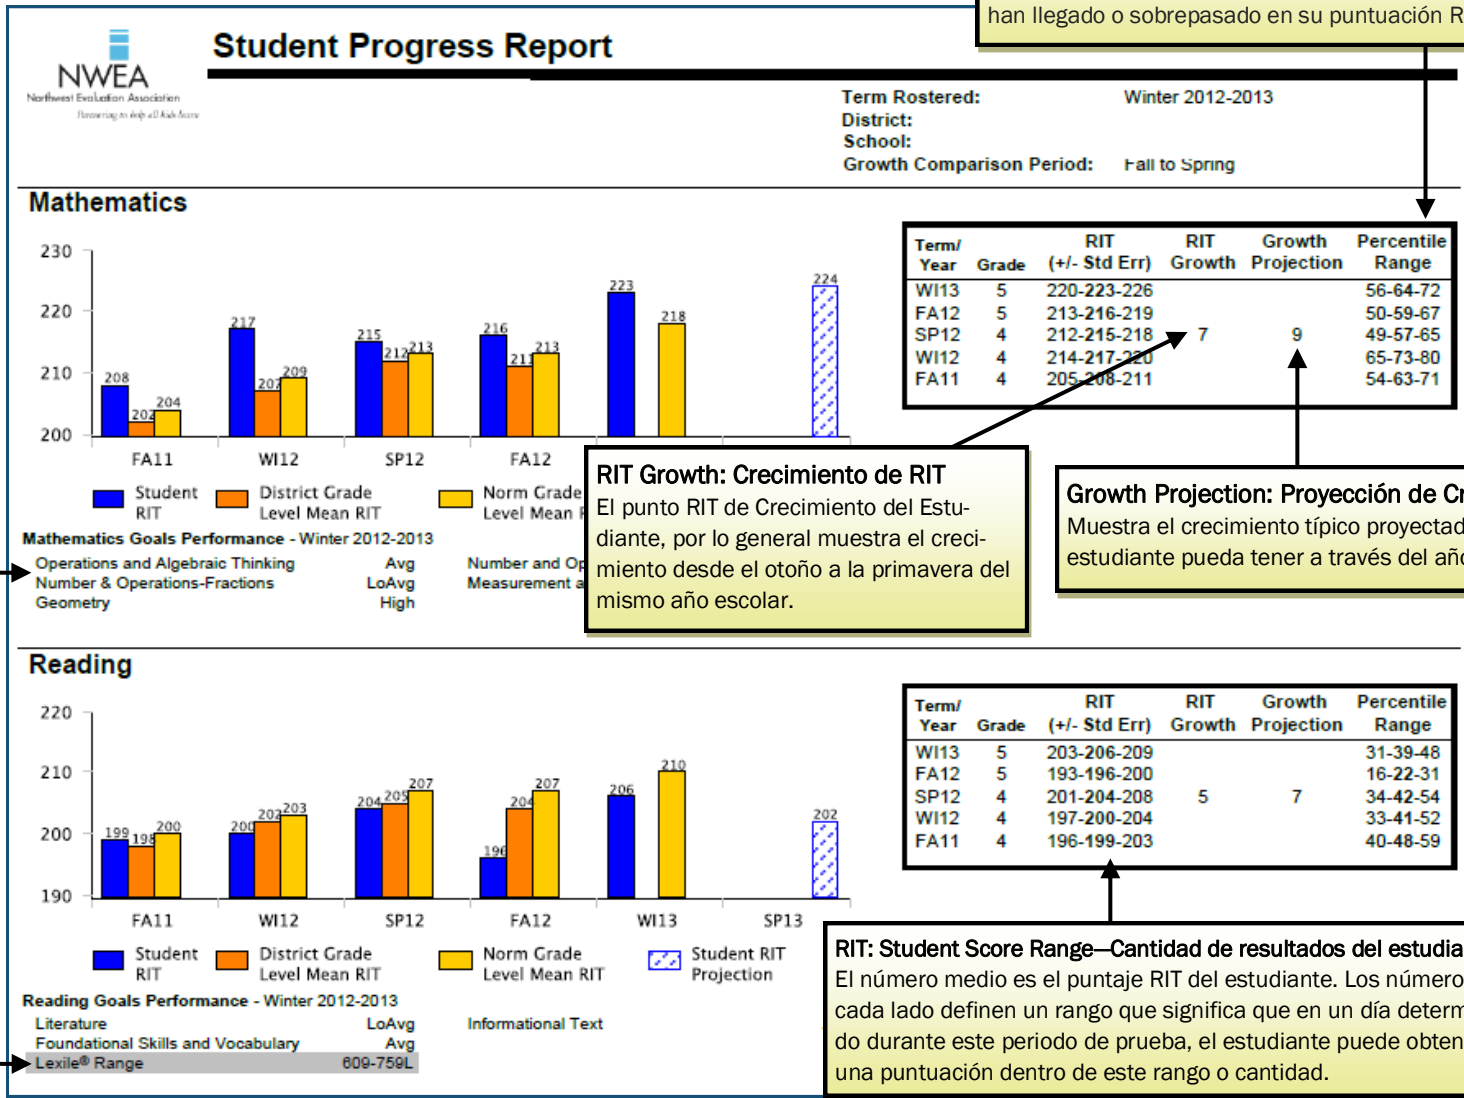 han llegado o sobrepasado en su puntuación R
NWEA
Northwest Evaluation Association
Partnering to help all kids learn
Student Progress Report
Term Rostered: Winter 2012-2013
District:
School:
Growth Comparison Period: Fall to Spring
Mathematics
230
220
210
200
208 202 204
217 207 209
215 212 213
216 211 213
223 218
224
FA11 WI12 SP12 FA12
Student RIT
District Grade Level Mean RIT
Norm Grade Level Mean
Term/ Year Grade RIT (+/- Std Err) RIT Growth Growth Projection Percentile Range
WI13 5 220-223-226 56-64-72
FA12 5 213-216-219 50-59-67
SP12 4 212-215-218 7 9 49-57-65
WI12 4 214-217-220 65-73-80
FA11 4 205-208-211 54-63-71
RIT Growth: Crecimiento de RIT
El punto RIT de Crecimiento del Estu-
diante, por lo general muestra el creci-
miento desde el otoño a la primavera del
mismo año escolar.
Growth Projection: Proyección de Cr
Muestra el crecimiento típico proyectad
estudiante pueda tener a través del año
Mathematics Goals Performance - Winter 2012-2013
Operations and Algebraic Thinking Avg Number and Op
Number & Operations-Fractions LoAvg Measurement a
Geometry High
Reading
220
210
200
190
199 198 200
200 202 203
204 205 207
196 204 207
206 210
202
FA11 WI12 SP12 FA12 WI13 SP13
Student RIT
District Grade Level Mean RIT
Norm Grade Level Mean RIT
Student RIT Projection
Term/ Year Grade RIT (+/- Std Err) RIT Growth Growth Projection Percentile Range
WI13 5 203-206-209 31-39-48
FA12 5 193-196-200 16-22-31
SP12 4 201-204-208 5 7 34-42-54
WI12 4 197-200-204 33-41-52
FA11 4 196-199-203 40-48-59
RIT: Student Score Range—Cantidad de resultados del estudia
El número medio es el puntaje RIT del estudiante. Los número
cada lado definen un rango que significa que en un día determ
do durante este periodo de prueba, el estudiante puede obten
una puntuación dentro de este rango o cantidad.
Reading Goals Performance - Winter 2012-2013
Literature LoAvg Informational Text
Foundational Skills and Vocabulary Avg
Lexile® Range 609-759L